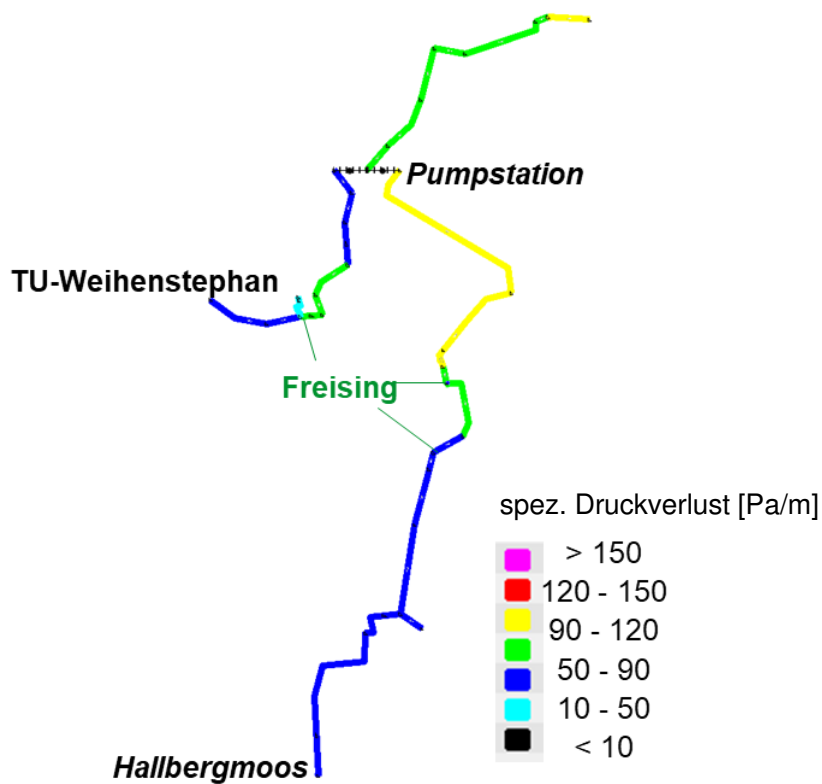 Pumpstation
TU-Weihenstephan
Freising
spez. Druckverlust [Pa/m]
> 150
120 - 150
90 - 120
50 - 90
10 - 50
< 10
Hallbergmoos